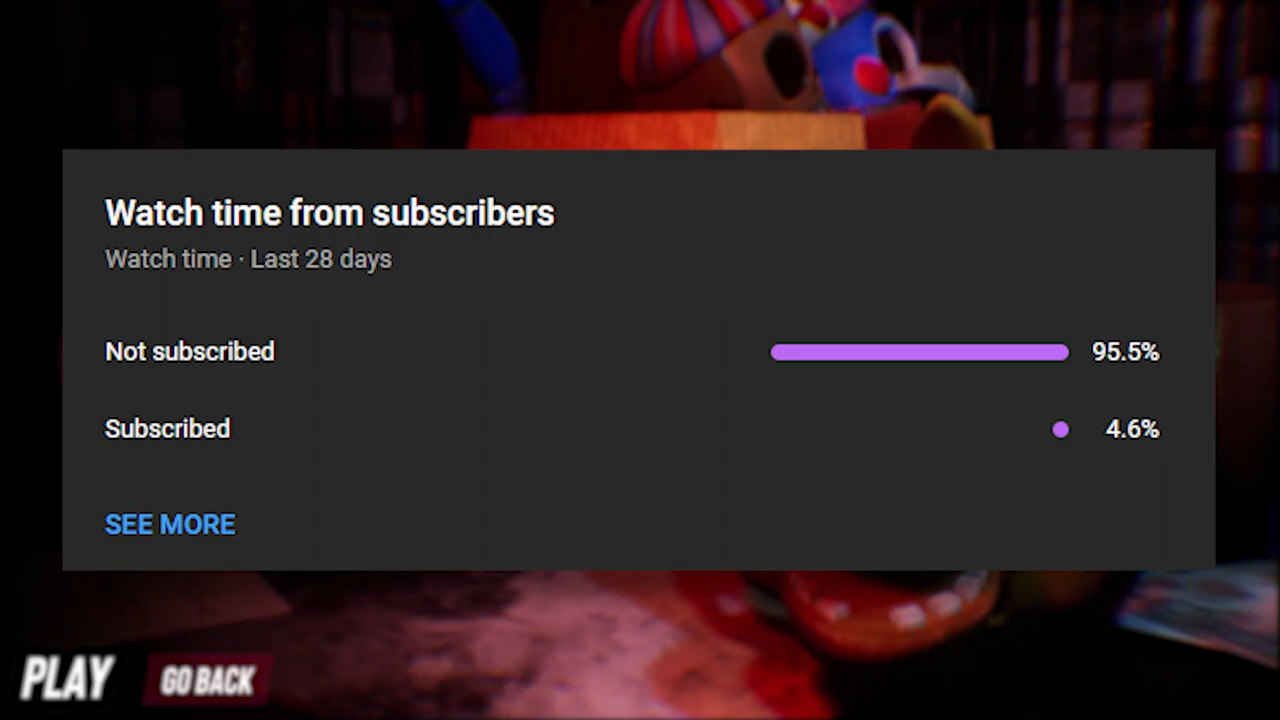 Watch time from subscribers
Watch time · Last 28 days
Not subscribed 95.5%
Subscribed 4.6%
SEE MORE
PLAY GO BACK